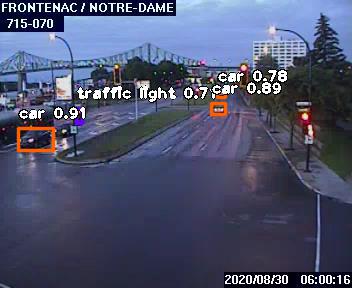 FRONTENAC / NOTRE-DAME
715-070
car 0.78
traffic light 0.7
car 0.89
car 0.91
2020/08/30 06:00:16